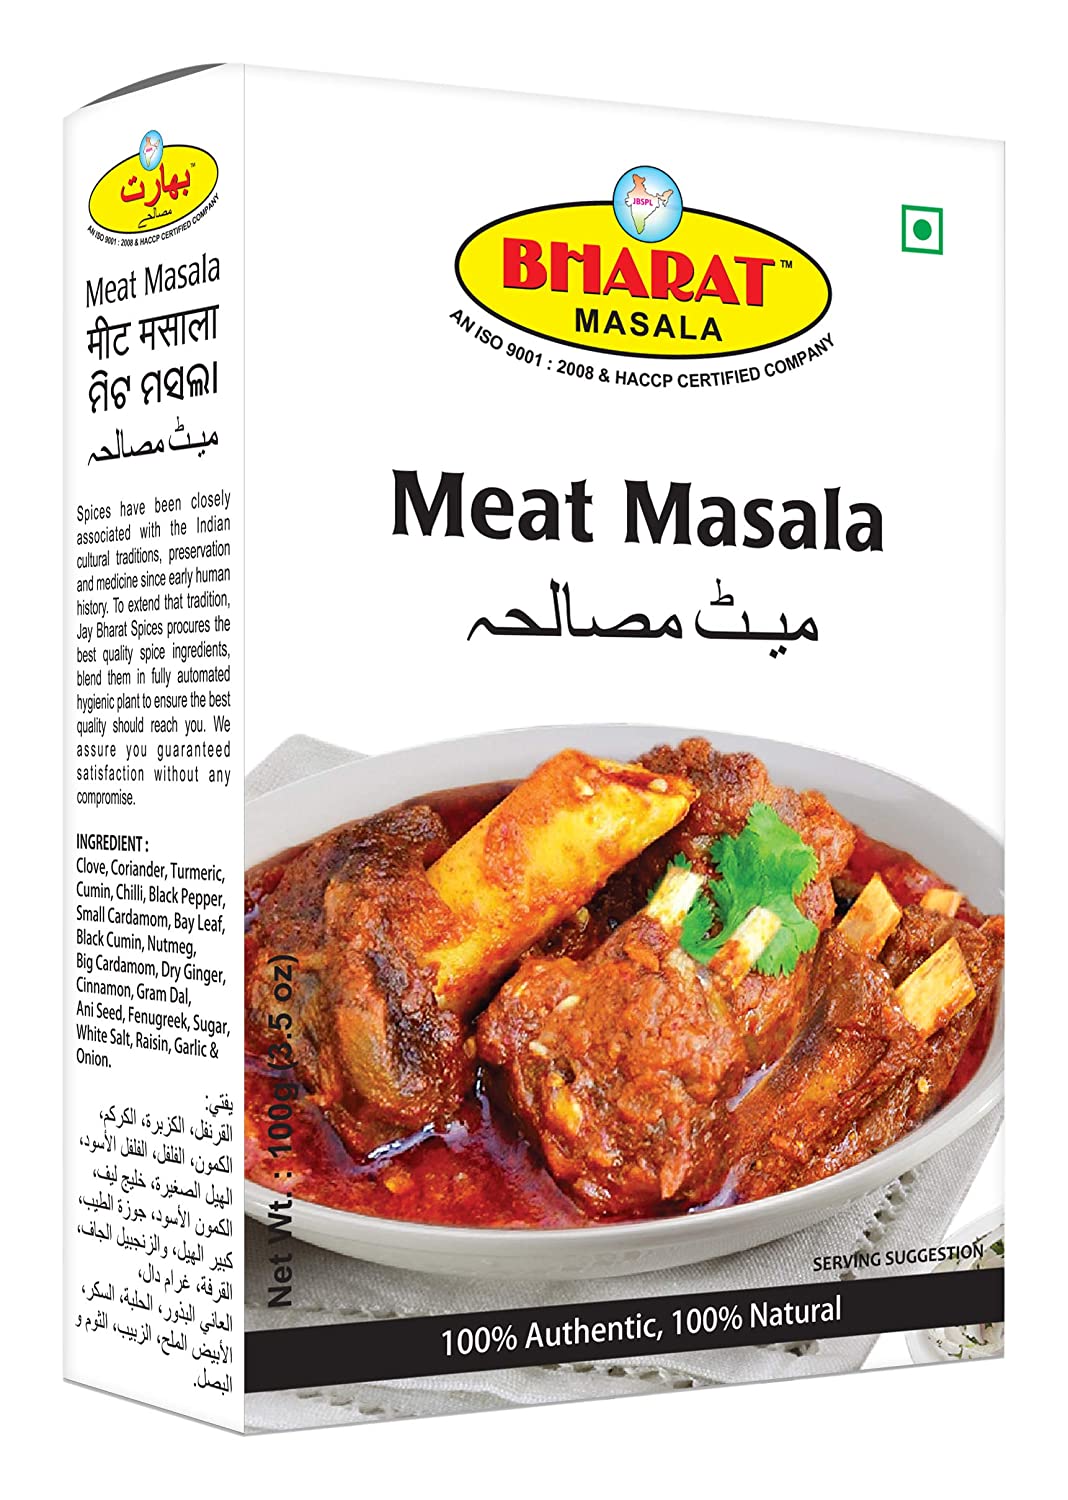 بھارت TM
مصالحے
AN ISO 9001 : 2008 & HACCP CERTIFIED COMPANY
Meat Masala
मीट मसाला
ମିଟ ମସଲା
میٹ مصالحہ
Spices have been closely
associated with the Indian
cultural traditions, preservation
and medicine since early human
history. To extend that tradition,
Jay Bharat Spices procures the
best quality spice ingredients,
blend them in fully automated
hygienic plant to ensure the best
quality should reach you. We
assure you guaranteed
satisfaction without any
compromise.
INGREDIENT :
Clove, Coriander, Turmeric,
Cumin, Chilli, Black Pepper,
Small Cardamom, Bay Leaf,
Black Cumin, Nutmeg,
Big Cardamom, Dry Ginger,
Cinnamon, Gram Dal,
Ani Seed, Fenugreek, Sugar,
White Salt, Raisin, Garlic &
Onion.
يفتي:
القرنفل، الكزبرة، الكركم،
الكمون، الفلفل، الفلفل الأسود،
الهيل الصغيرة، خليج ليف،
الكمون الأسود، جوزة الطيب،
كبير الهيل، والزنجبيل الجاف،
القرفة، غرام دال،
العاني البذور، الحلبة، السكر،
الأبيض الملح، الزبيب، الثوم و
البصل.
JBSPL
BHARAT TM
MASALA
AN ISO 9001 : 2008 & HACCP CERTIFIED COMPANY
Meat Masala
میٹ مصالحہ
Net Wt. : 100g (3.5 oz)
SERVING SUGGESTION
100% Authentic, 100% Natural